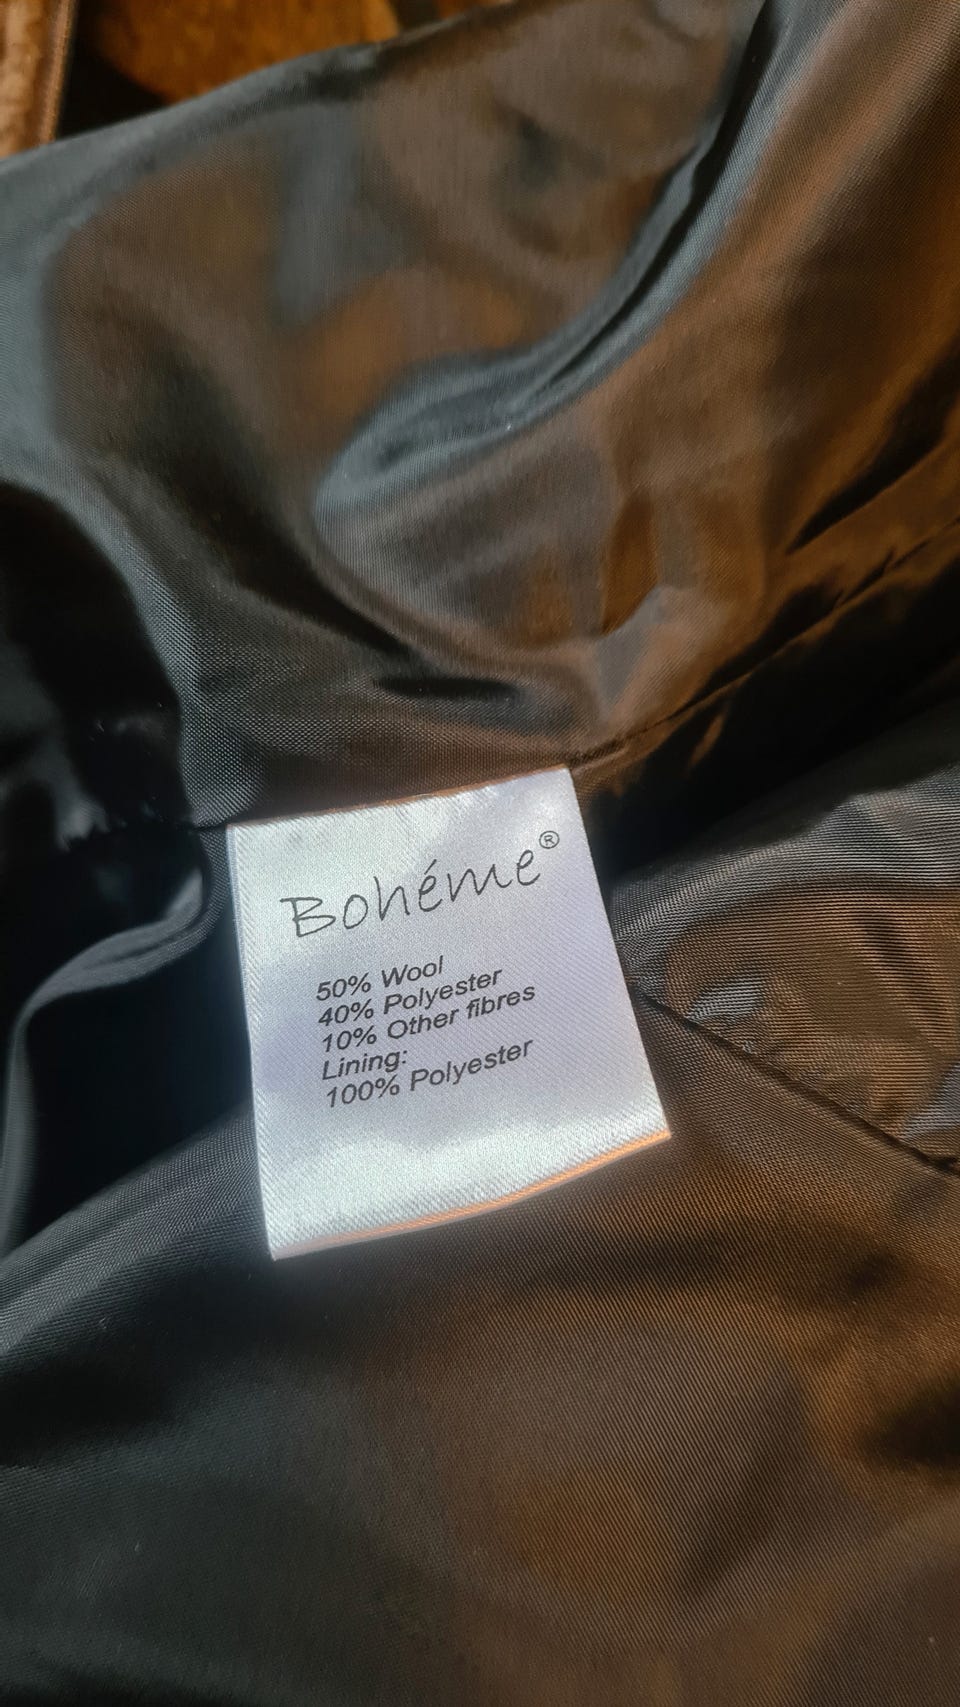 Bohéme®
50% Wool
40% Polyester
10% Other fibres
Lining:
100% Polyester